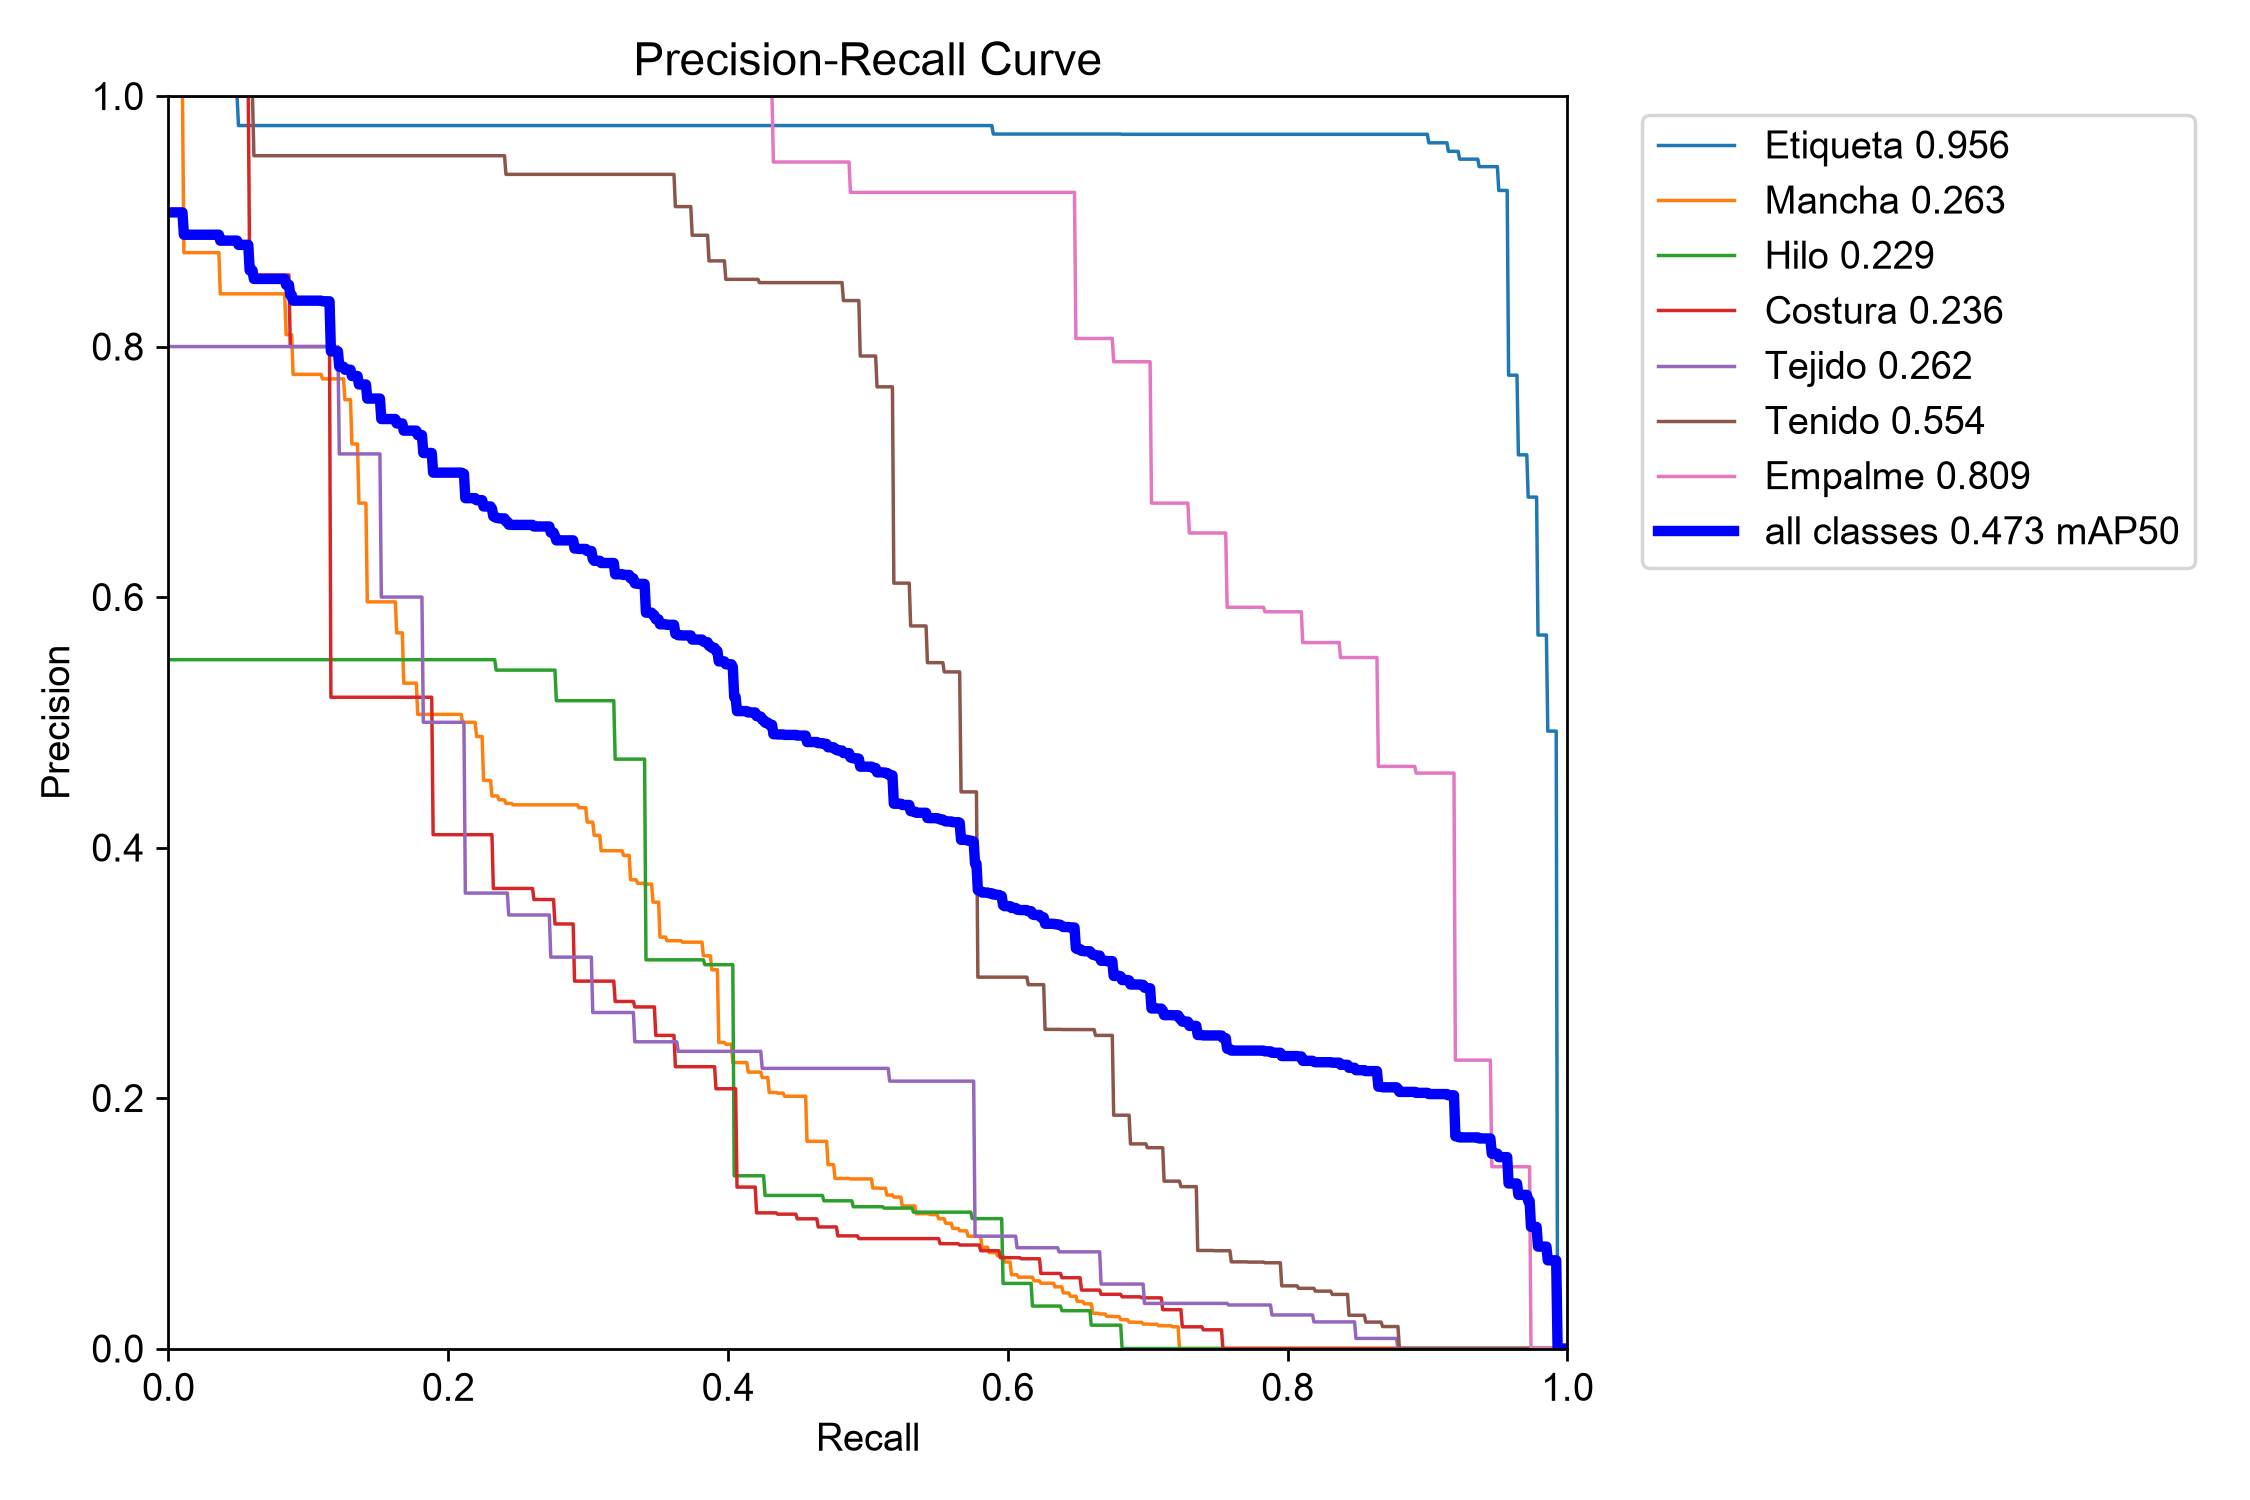 Precision-Recall Curve
1.0
0.8
0.6
0.4
0.2
0.0
Precision
0.0 0.2 0.4 0.6 0.8 1.0
Recall
Etiqueta 0.956
Mancha 0.263
Hilo 0.229
Costura 0.236
Tejido 0.262
Tenido 0.554
Empalme 0.809
all classes 0.473 mAP50